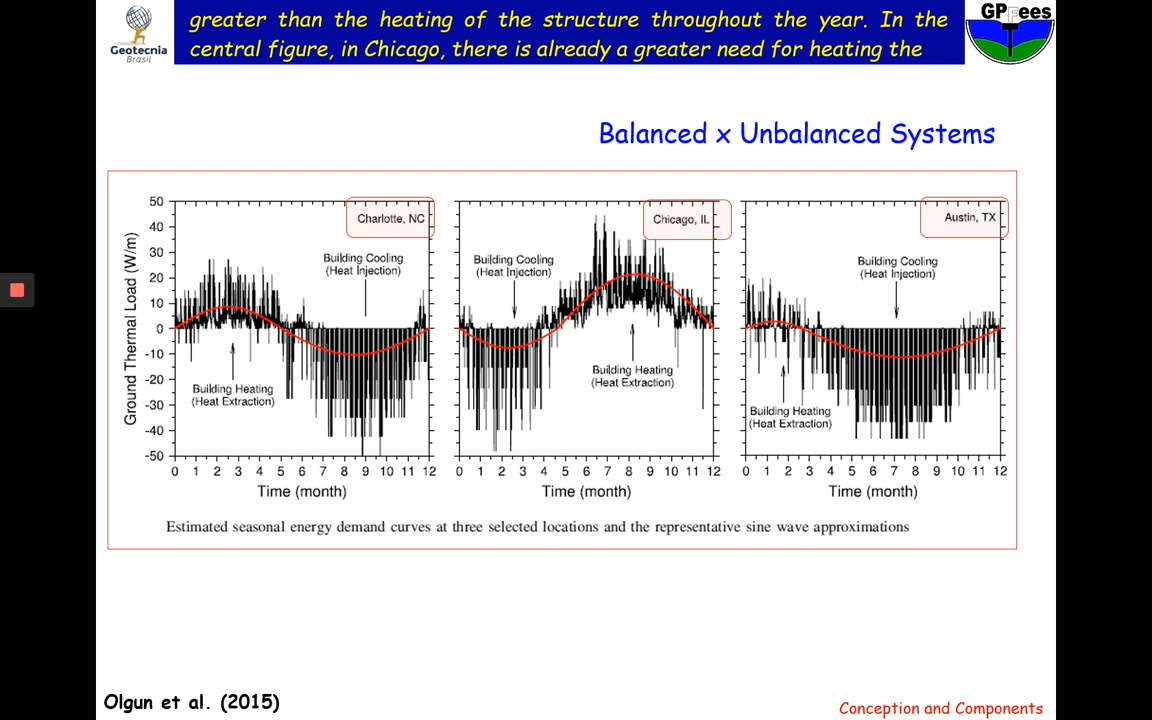 greater than the heating of the structure throughout the year. In the
central figure, in Chicago, there is already a greater need for heating the
Geotecnia
Brasil
GPFees
Balanced x Unbalanced Systems
Ground Thermal Load (W/m)
50
40
30
20
10
0
-10
-20
-30
-40
-50
Charlotte, NC
Building Cooling
(Heat Injection)
Building Heating
(Heat Extraction)
0 1 2 3 4 5 6 7 8 9 10 11 12
Time (month)
Chicago, IL
Building Cooling
(Heat Injection)
Building Heating
(Heat Extraction)
0 1 2 3 4 5 6 7 8 9 10 11 12
Time (month)
Austin, TX
Building Cooling
(Heat Injection)
Building Heating
(Heat Extraction)
0 1 2 3 4 5 6 7 8 9 10 11 12
Time (month)
Estimated seasonal energy demand curves at three selected locations and the representative sine wave approximations
Olgun et al. (2015)
Conception and Components